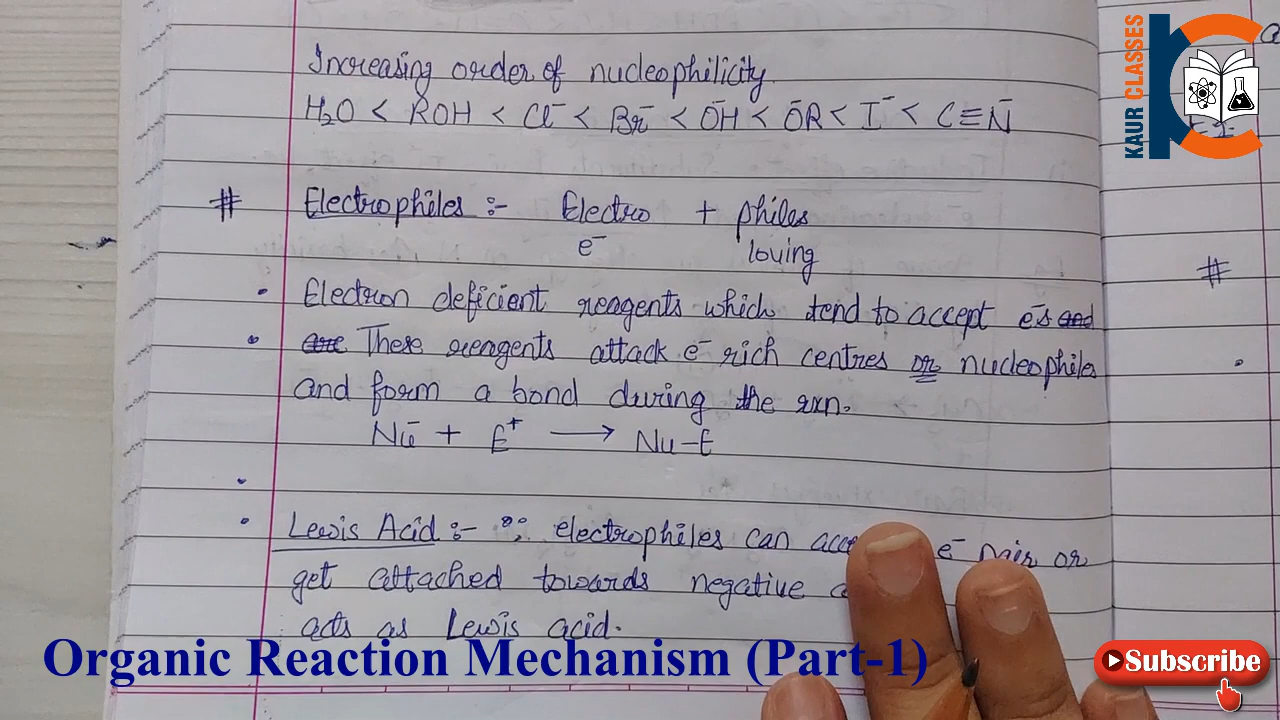 Increasing order of nucleophilicity.
H₂O < ROH < Cl⁻ < Br⁻ < ŌH < ŌR < I⁻ < C≡N⁻
# Electrophiles :- Electro + philes
e⁻ loving
• Electron deficient reagents which tend to accept e⁻s and
• are These reagents attack e⁻ rich centres or nucleophiles
and form a bond during the rxn.
Nu⁻ + E⁺ → Nu-E
•
• Lewis Acid :- ∵ electrophiles can e⁻ pair or
get attached towards negative
acts as Lewis acid.
#
•
KAUR CLASSES
KC
Organic Reaction Mechanism (Part-1)
Subscribe